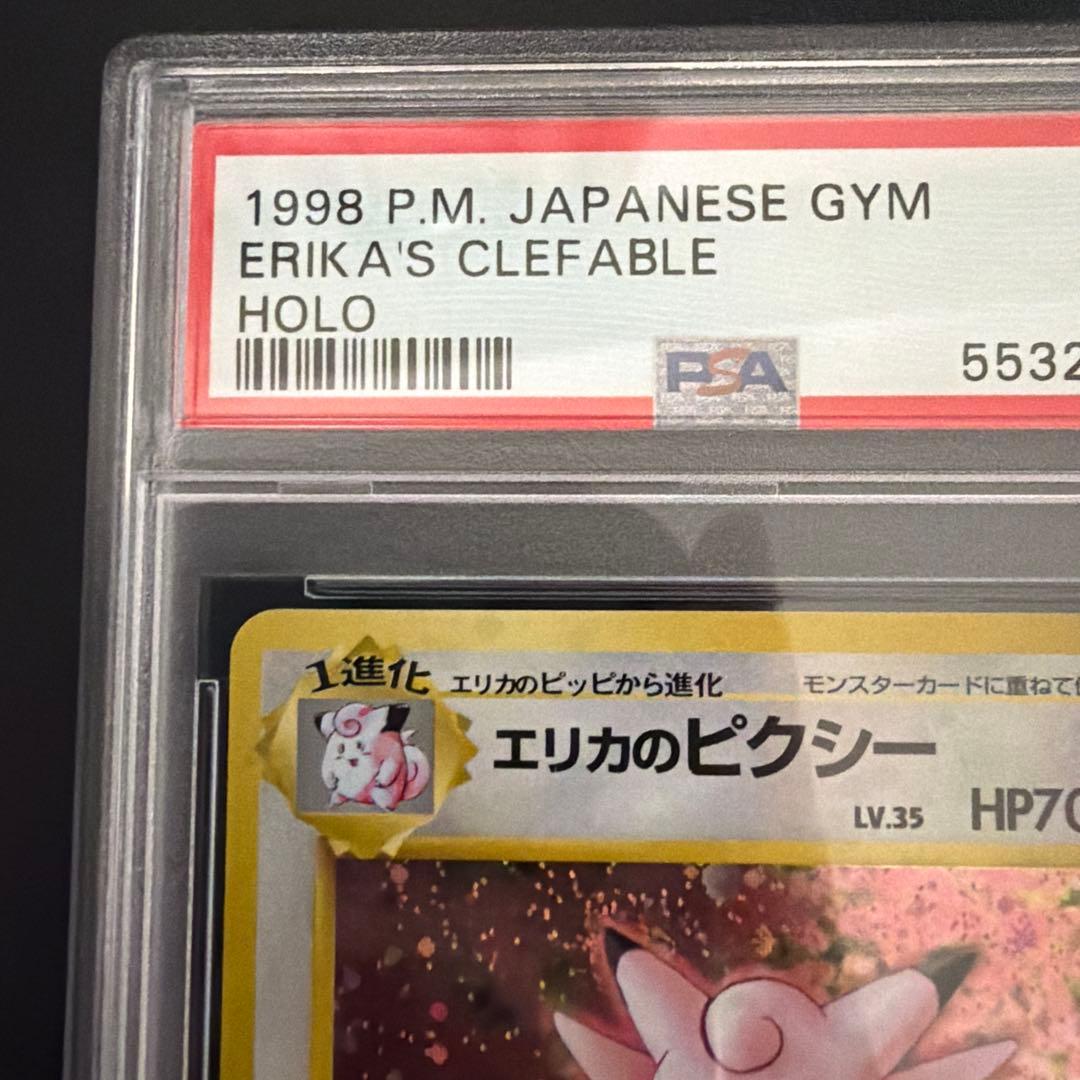 1998 P.M. JAPANESE GYM
ERIKA'S CLEFABLE
HOLO
PSA
5532
1進化
エリカのピッピから進化
モンスターカードに重ねて
エリカのピクシー
LV.35
HP70